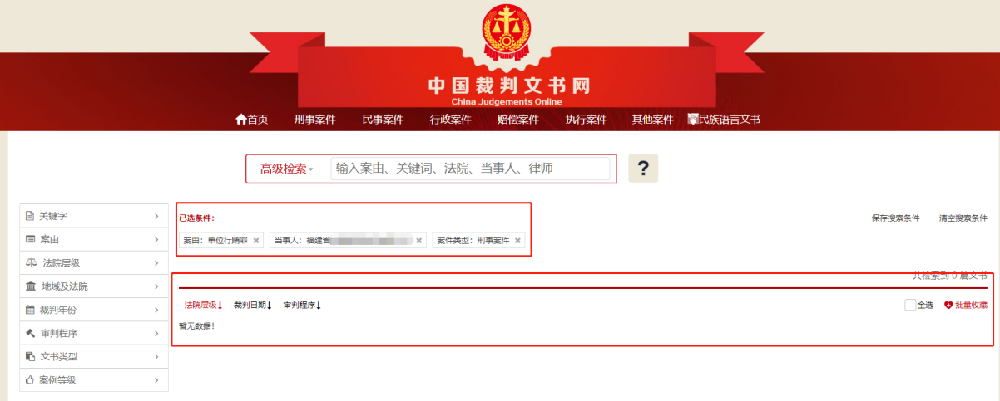 中国裁判文书网
China Judgements Online
首页 刑事案件 民事案件 行政案件 赔偿案件 执行案件 其他案件 民族语言文书
高级检索 输入案由、关键词、法院、当事人、律师 ?
关键字
案由
法院层级
地域及法院
裁判年份
审判程序
文书类型
案例等级
已选条件:
保存搜索条件 清空搜索条件
案由:单位行贿罪 × 当事人:福建省 × 案件类型:刑事案件 ×
共检索到 0 篇文书
法院层级↓ 裁判日期↓ 审判程序↓ 全选 批量收藏
暂无数据!